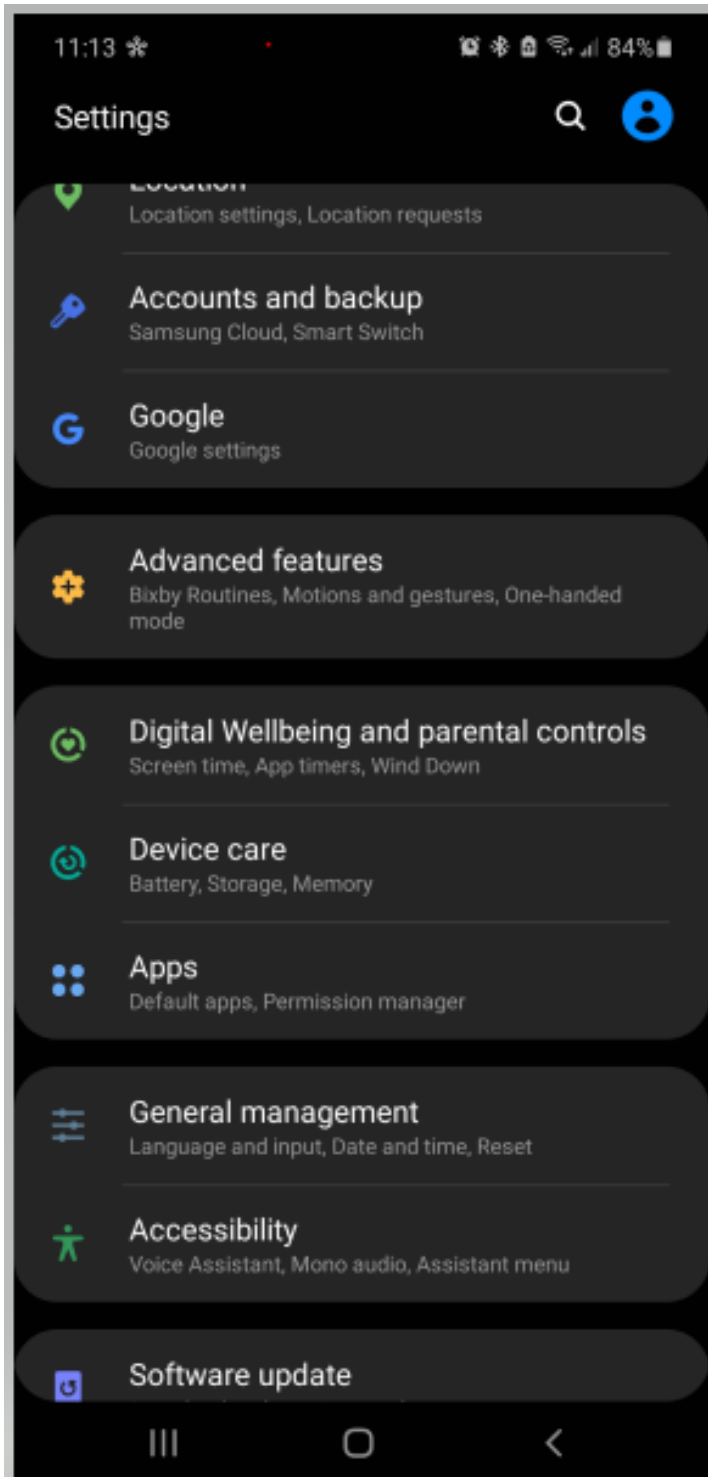 11:13
84%
Settings
Location
Location settings, Location requests
Accounts and backup
Samsung Cloud, Smart Switch
Google
Google settings
Advanced features
Bixby Routines, Motions and gestures, One-handed
mode
Digital Wellbeing and parental controls
Screen time, App timers, Wind Down
Device care
Battery, Storage, Memory
Apps
Default apps, Permission manager
General management
Language and input, Date and time, Reset
Accessibility
Voice Assistant, Mono audio, Assistant menu
Software update